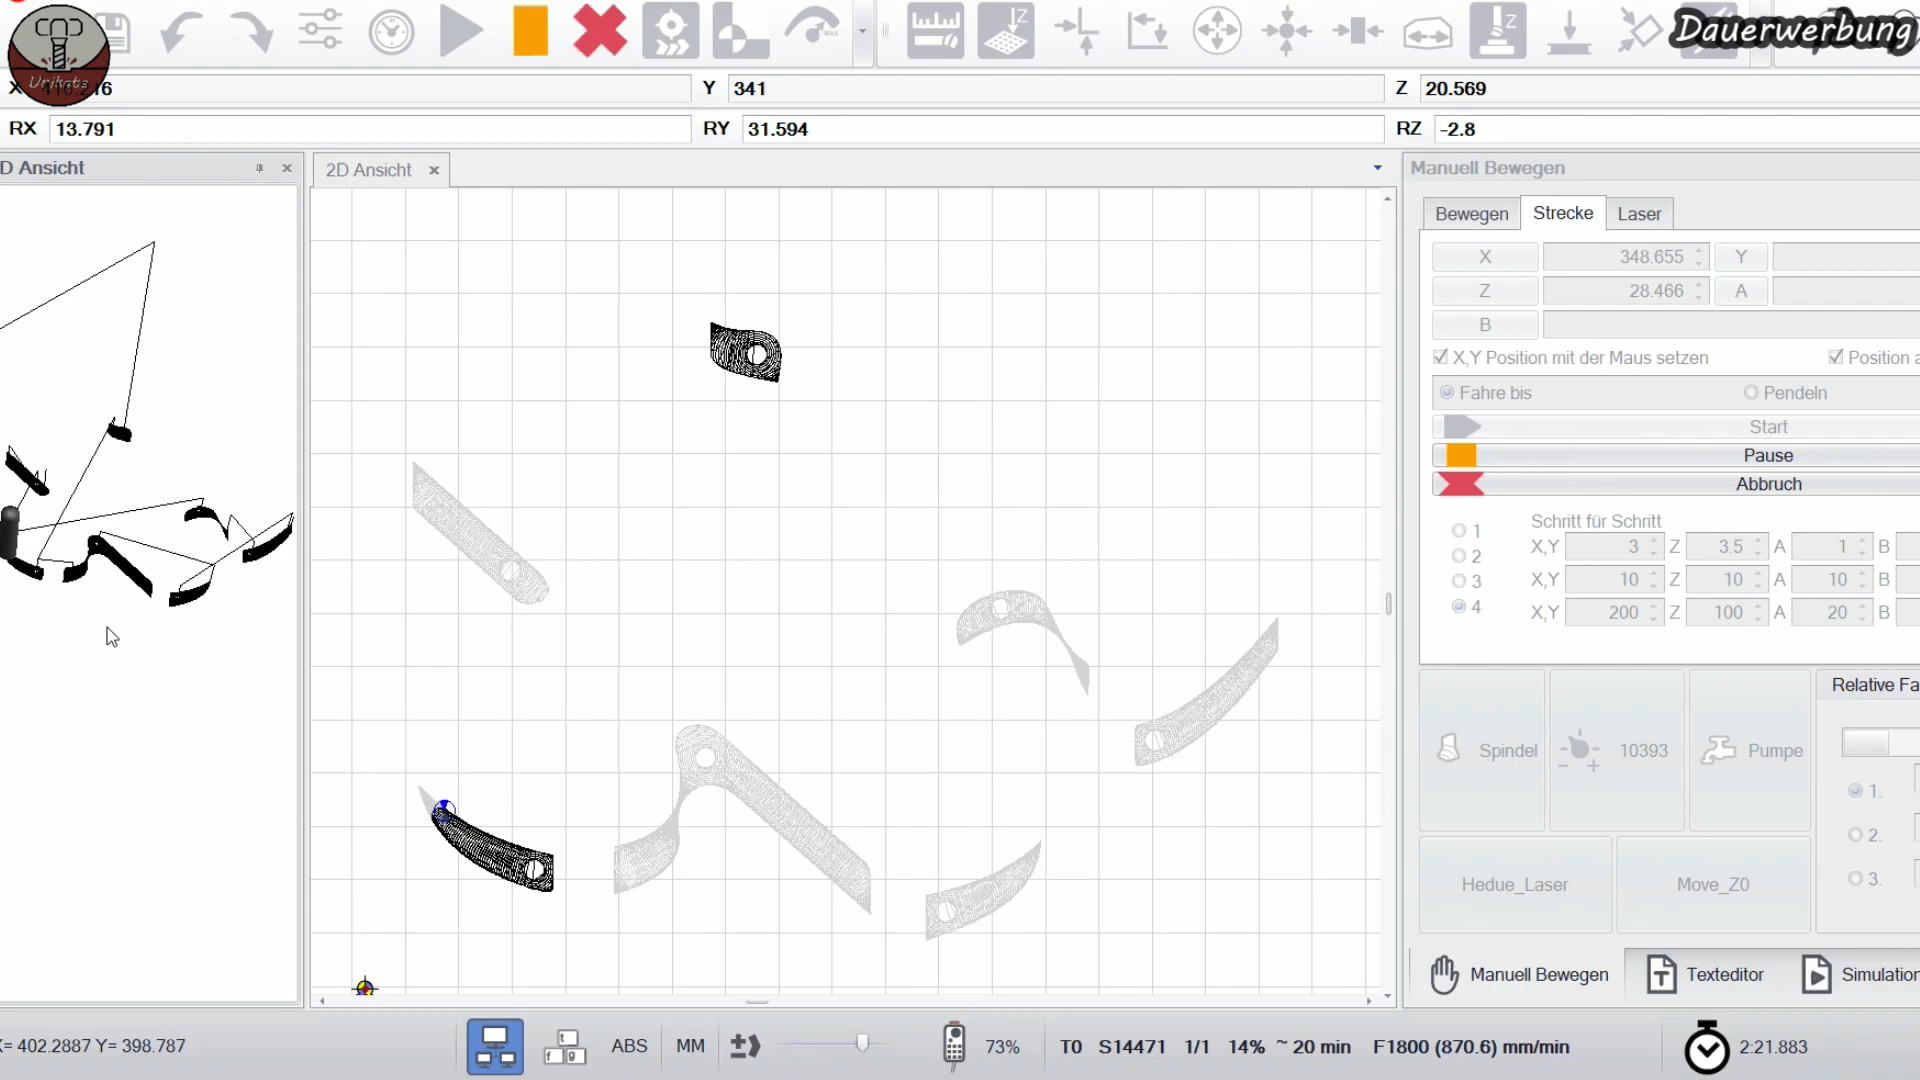 Dauerwerbung
Unikate
X 416.216 Y 341 Z 20.569
RX 13.791 RY 31.594 RZ -2.8
D Ansicht
2D Ansicht
Manuell Bewegen
Bewegen Strecke Laser
X 348.655 Y
Z 28.466 A
B
X,Y Position mit der Maus setzen Position a
Fahre bis Pendeln
Start
Pause
Abbruch
Schritt für Schritt
1
X,Y 3 Z 3.5 A 1 B
2
X,Y 10 Z 10 A 10 B
3
X,Y 200 Z 100 A 20 B
4
Relative Fa
Spindel 10393 Pumpe
1.
2.
3.
Hedue_Laser Move_Z0
Manuell Bewegen Texteditor Simulation
X= 402.2887 Y= 398.787 ABS MM 73% T0 S14471 1/1 14% ~ 20 min F1800 (870.6) mm/min 2:21.883